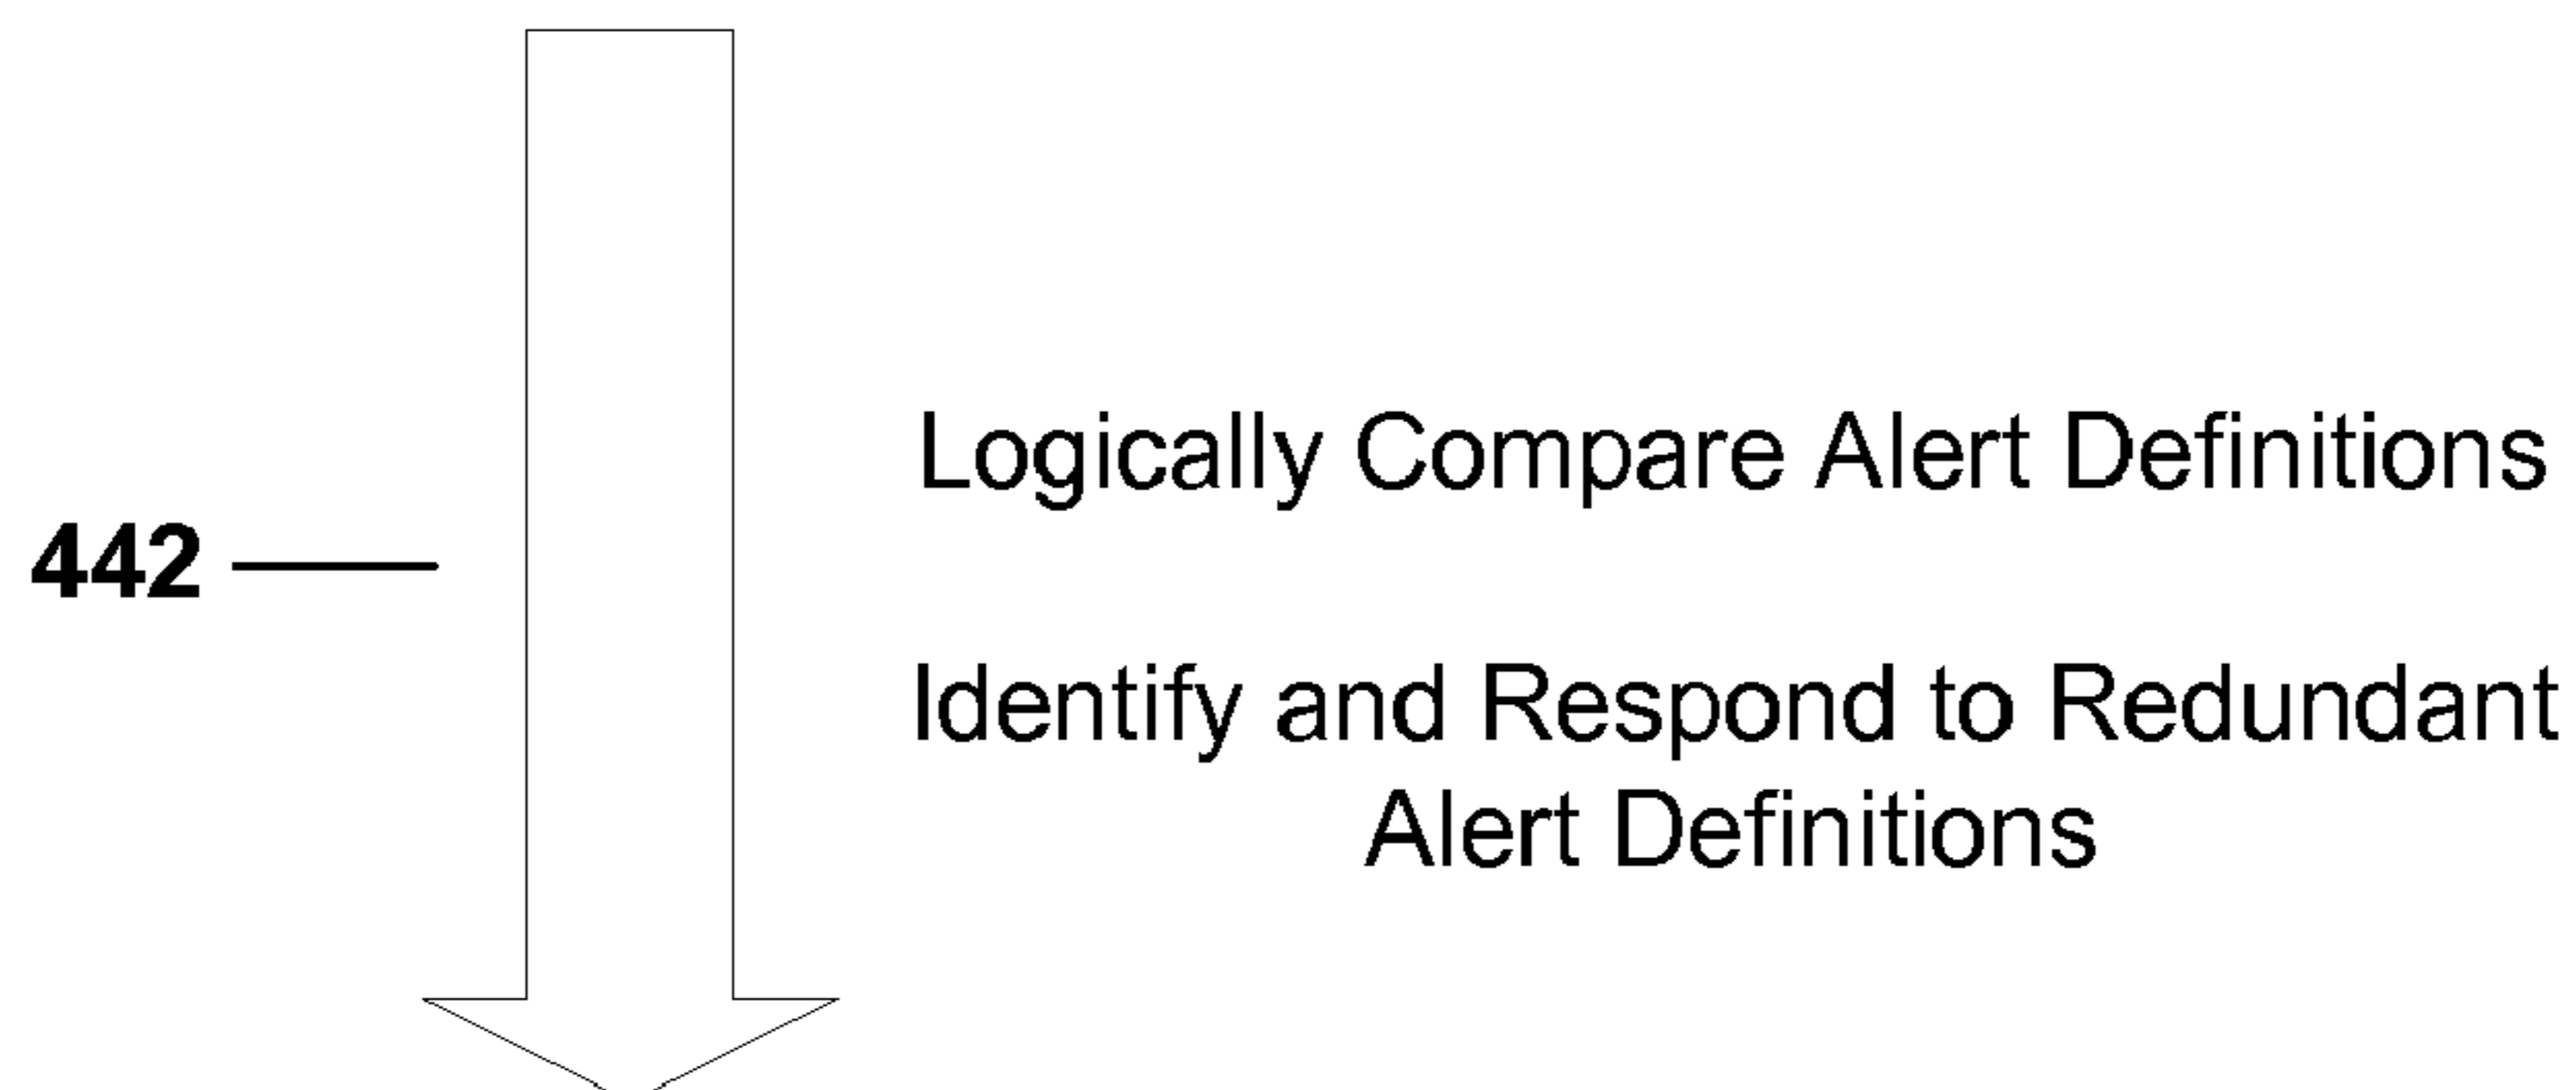 Logically Compare Alert Definitions
442
Identify and Respond to Redundant
Alert Definitions